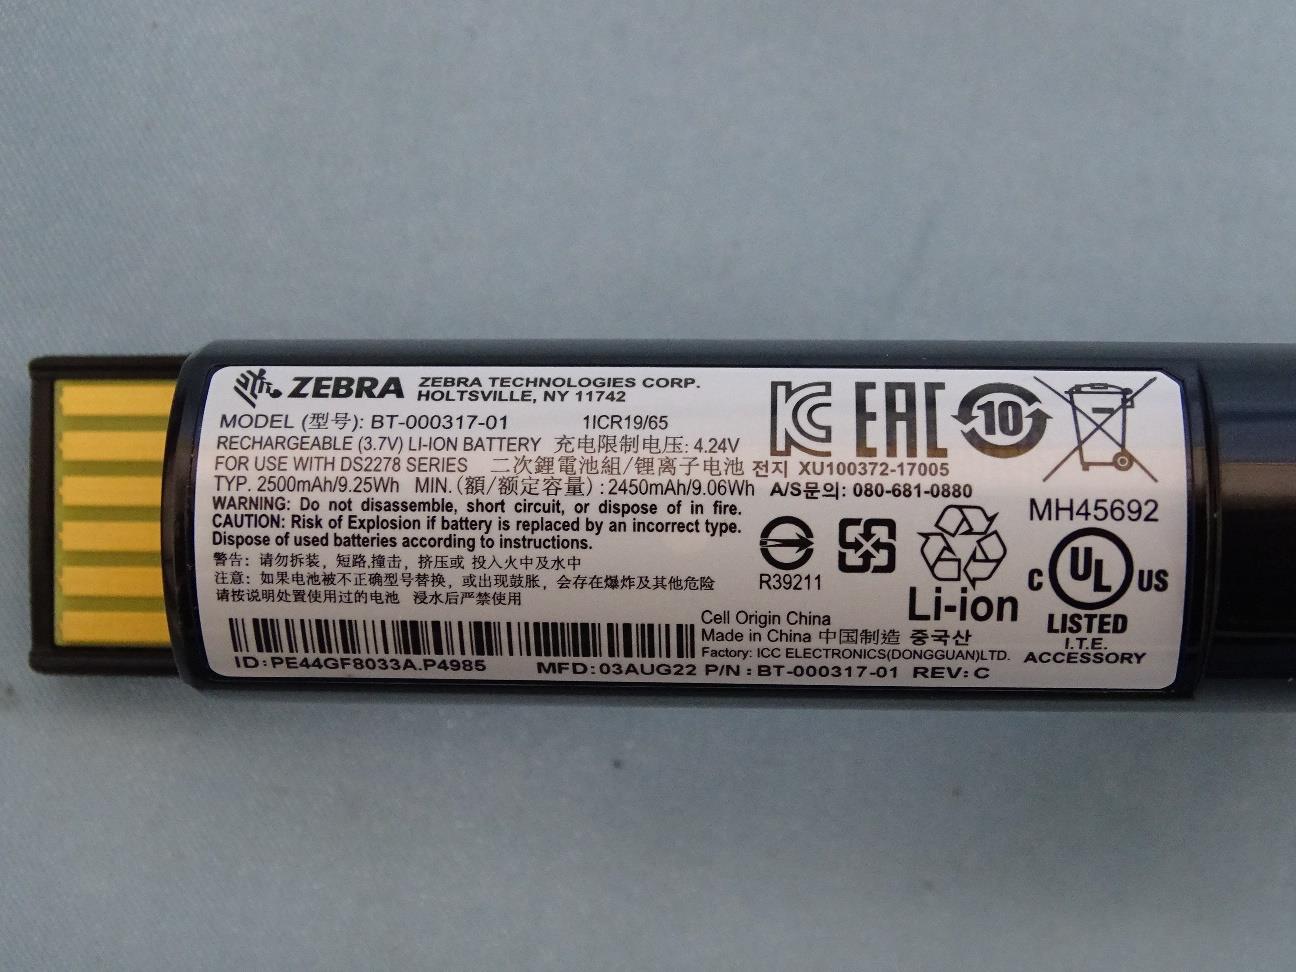 ZEBRA ZEBRA TECHNOLOGIES CORP.
HOLTSVILLE, NY 11742
MODEL (型号): BT-000317-01 1ICR19/65
RECHARGEABLE (3.7V) LI-ION BATTERY 充电限制电压: 4.24V
FOR USE WITH DS2278 SERIES 二次鋰電池組/锂离子电池
TYP. 2500mAh/9.25Wh MIN. (額/额定容量) : 2450mAh/9.06Wh
WARNING: Do not disassemble, short circuit, or dispose of in fire.
CAUTION: Risk of Explosion if battery is replaced by an incorrect type.
Dispose of used batteries according to instructions.
警告: 请勿拆装, 短路,撞击, 挤压或 投入火中及水中
注意: 如果电池被不正确型号替换, 或出现鼓胀, 会存在爆炸及其他危险
请按说明处置使用过的电池 浸水后严禁使用
ID:PE44GF8033A.P4985 MFD:03AUG22 P/N:BT-000317-01 REV:C
KC EAC 10
전지 XU100372-17005
A/S문의: 080-681-0880
MH45692
R39211
Li-ion
C UL US
LISTED
I.T.E.
ACCESSORY
Cell Origin China
Made in China 中国制造 중국산
Factory: ICC ELECTRONICS(DONGGUAN)LTD.